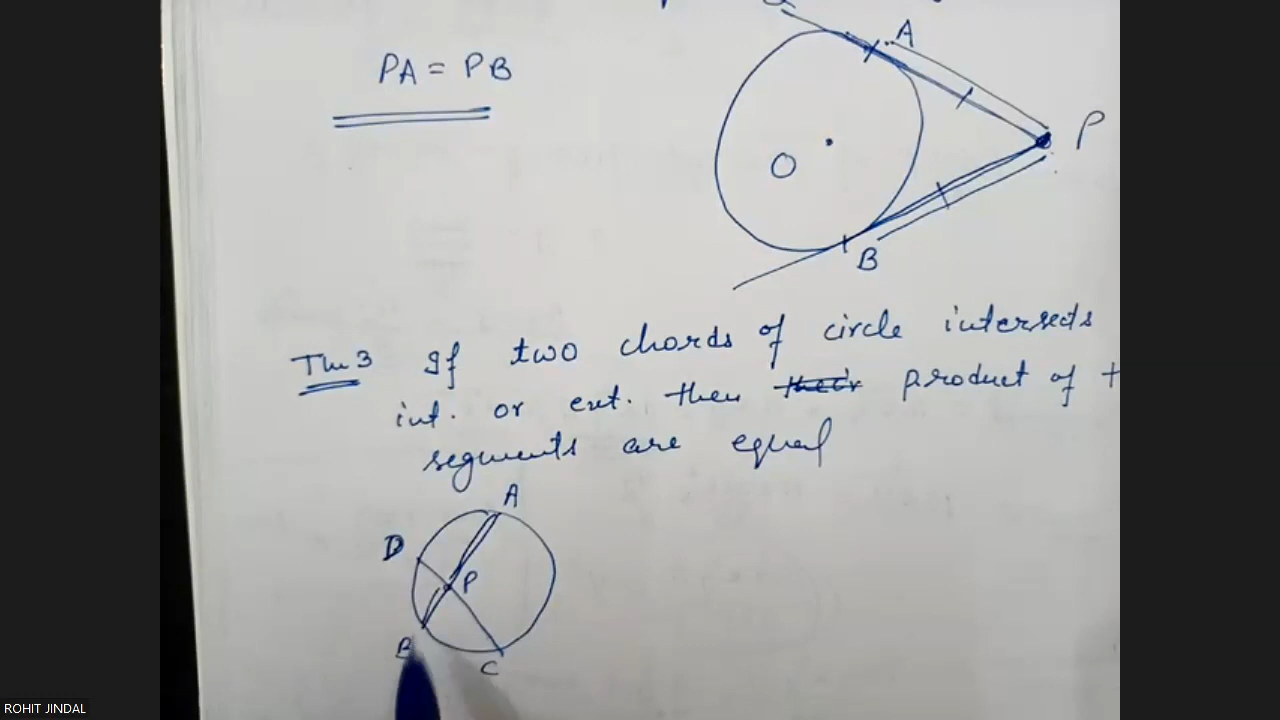 A
PA = PB
P
O
B
Thm 3 If two chords of circle intersects
int. or ext. then their product of
segments are equal
A
D
P
B
C
ROHIT JINDAL